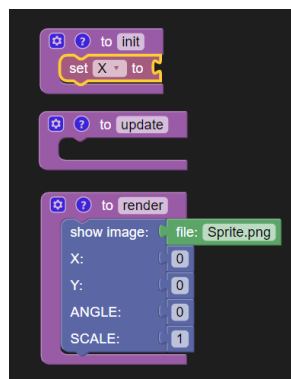 ? to init
set X to
? to update
? to render
show image: file: Sprite.png
X: 0
Y: 0
ANGLE: 0
SCALE: 1